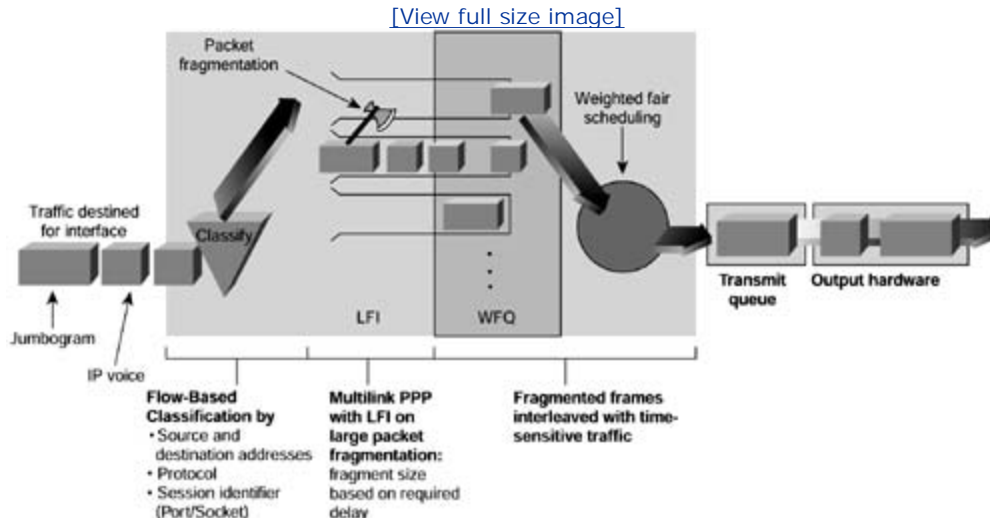 [View full size image]
Packet
fragmentation
Weighted fair
scheduling
Traffic destined
for interface
Classify
Jumbogram
IP voice
LFI
WFQ
Transmit
queue
Output hardware
Flow-Based
Classification by
• Source and
destination addresses
• Protocol
• Session identifier
(Port/Socket)
Multilink PPP
with LFI on
large packet
fragmentation:
fragment size
based on required
delay
Fragmented frames
interleaved with time-
sensitive traffic